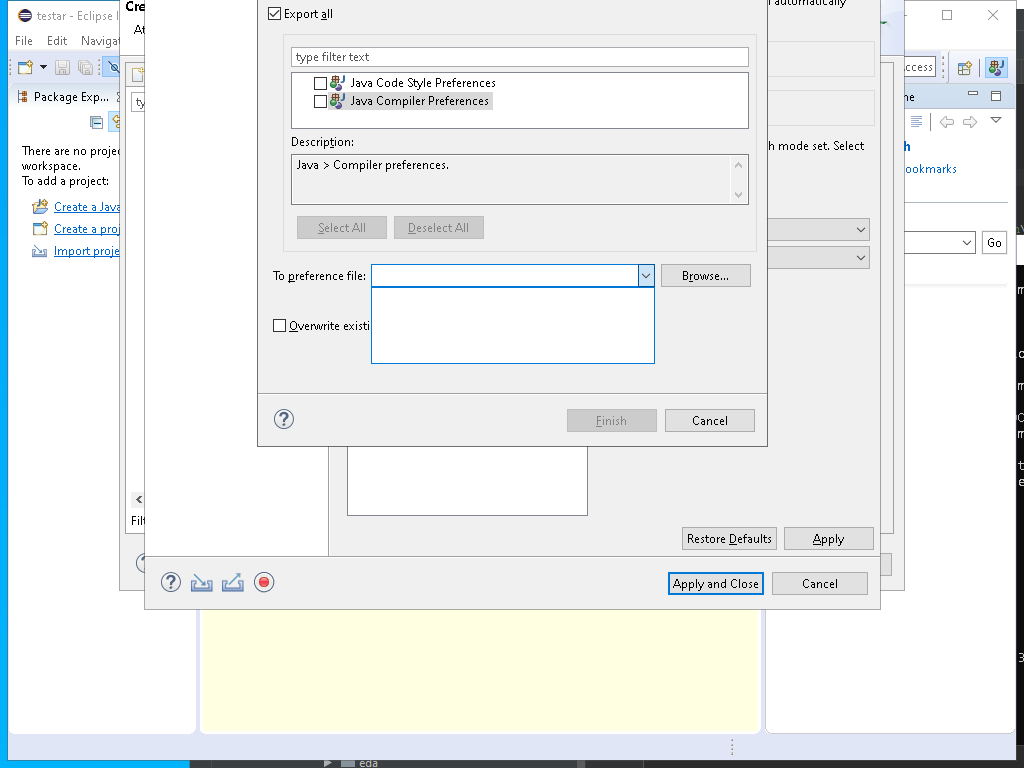 testar - Eclipse I
File Edit Navigat
Cre
At
automatically
Export all
type filter text
Java Code Style Preferences
Java Compiler Preferences
Description:
Java > Compiler preferences.
Select All
Deselect All
To preference file:
Browse...
Overwrite existi
Finish
Cancel
Package Exp...
ty
There are no projec
workspace.
To add a project:
Create a Java
Create a proj
Import proje
Filt
ccess
ne
h mode set. Select
h
ookmarks
Go
Restore Defaults
Apply
Apply and Close
Cancel
eda